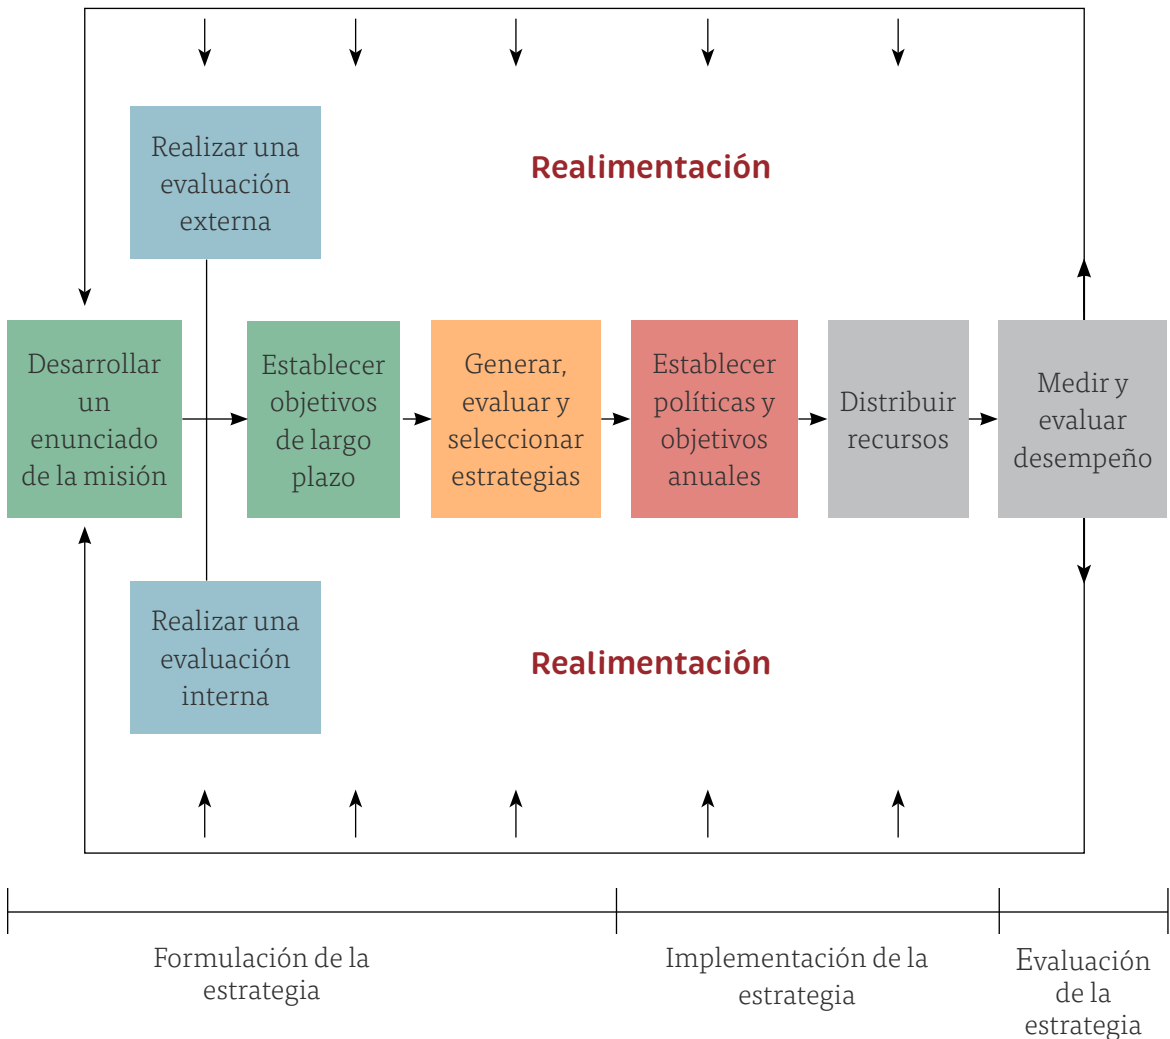 Realizar una
evaluación
externa
Realimentación
Desarrollar
un
enunciado
de la misión
Establecer
objetivos
de largo
plazo
Generar,
evaluar y
seleccionar
estrategias
Establecer
políticas y
objetivos
anuales
Distribuir
recursos
Medir y
evaluar
desempeño
Realizar una
evaluación
interna
Realimentación
Formulación de la
estrategia
Implementación de la
estrategia
Evaluación
de la
estrategia